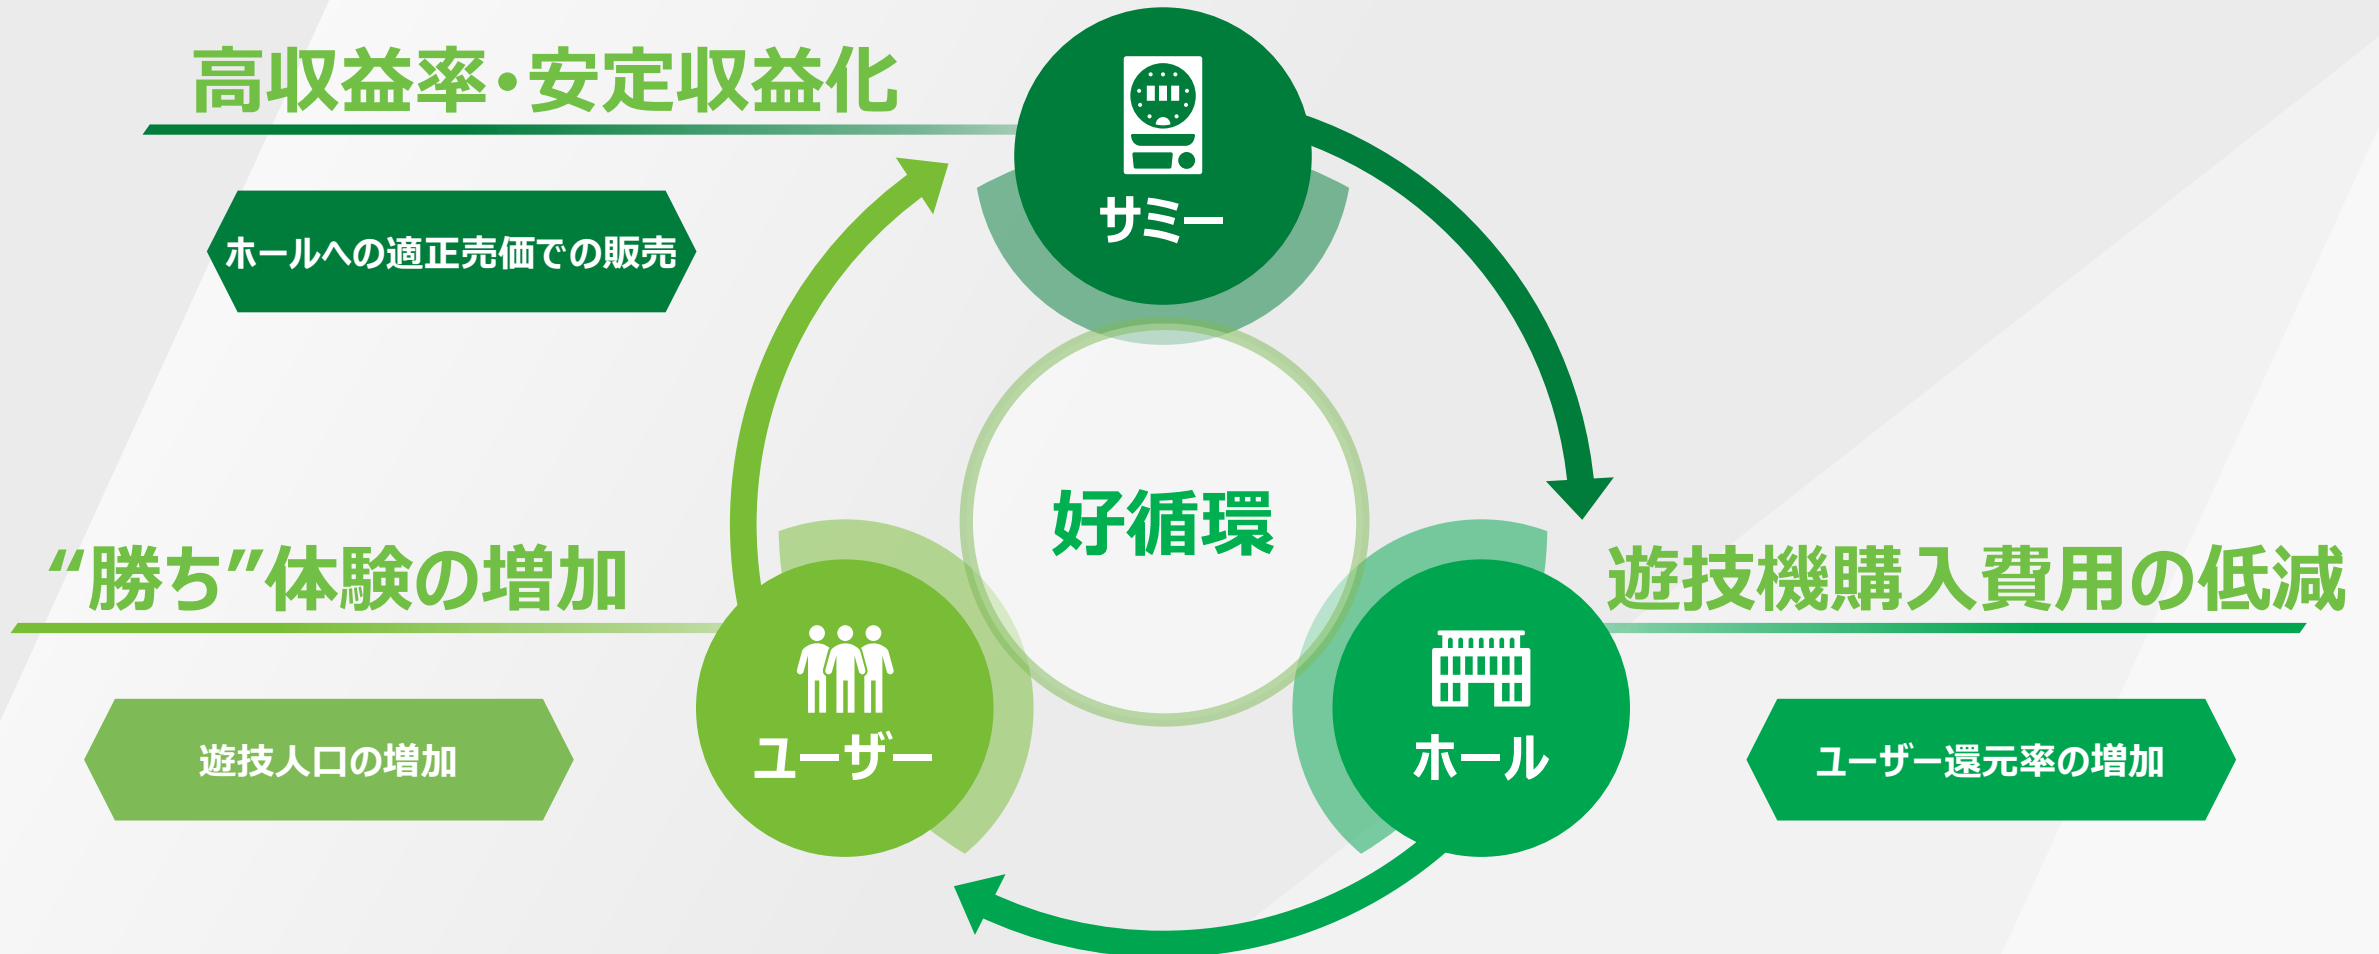 高収益率・安定収益化
サミー
ホールへの適正売価での販売
好循環
“勝ち”体験の増加
遊技機購入費用の低減
ユーザー
ホール
遊技人口の増加
ユーザー還元率の増加